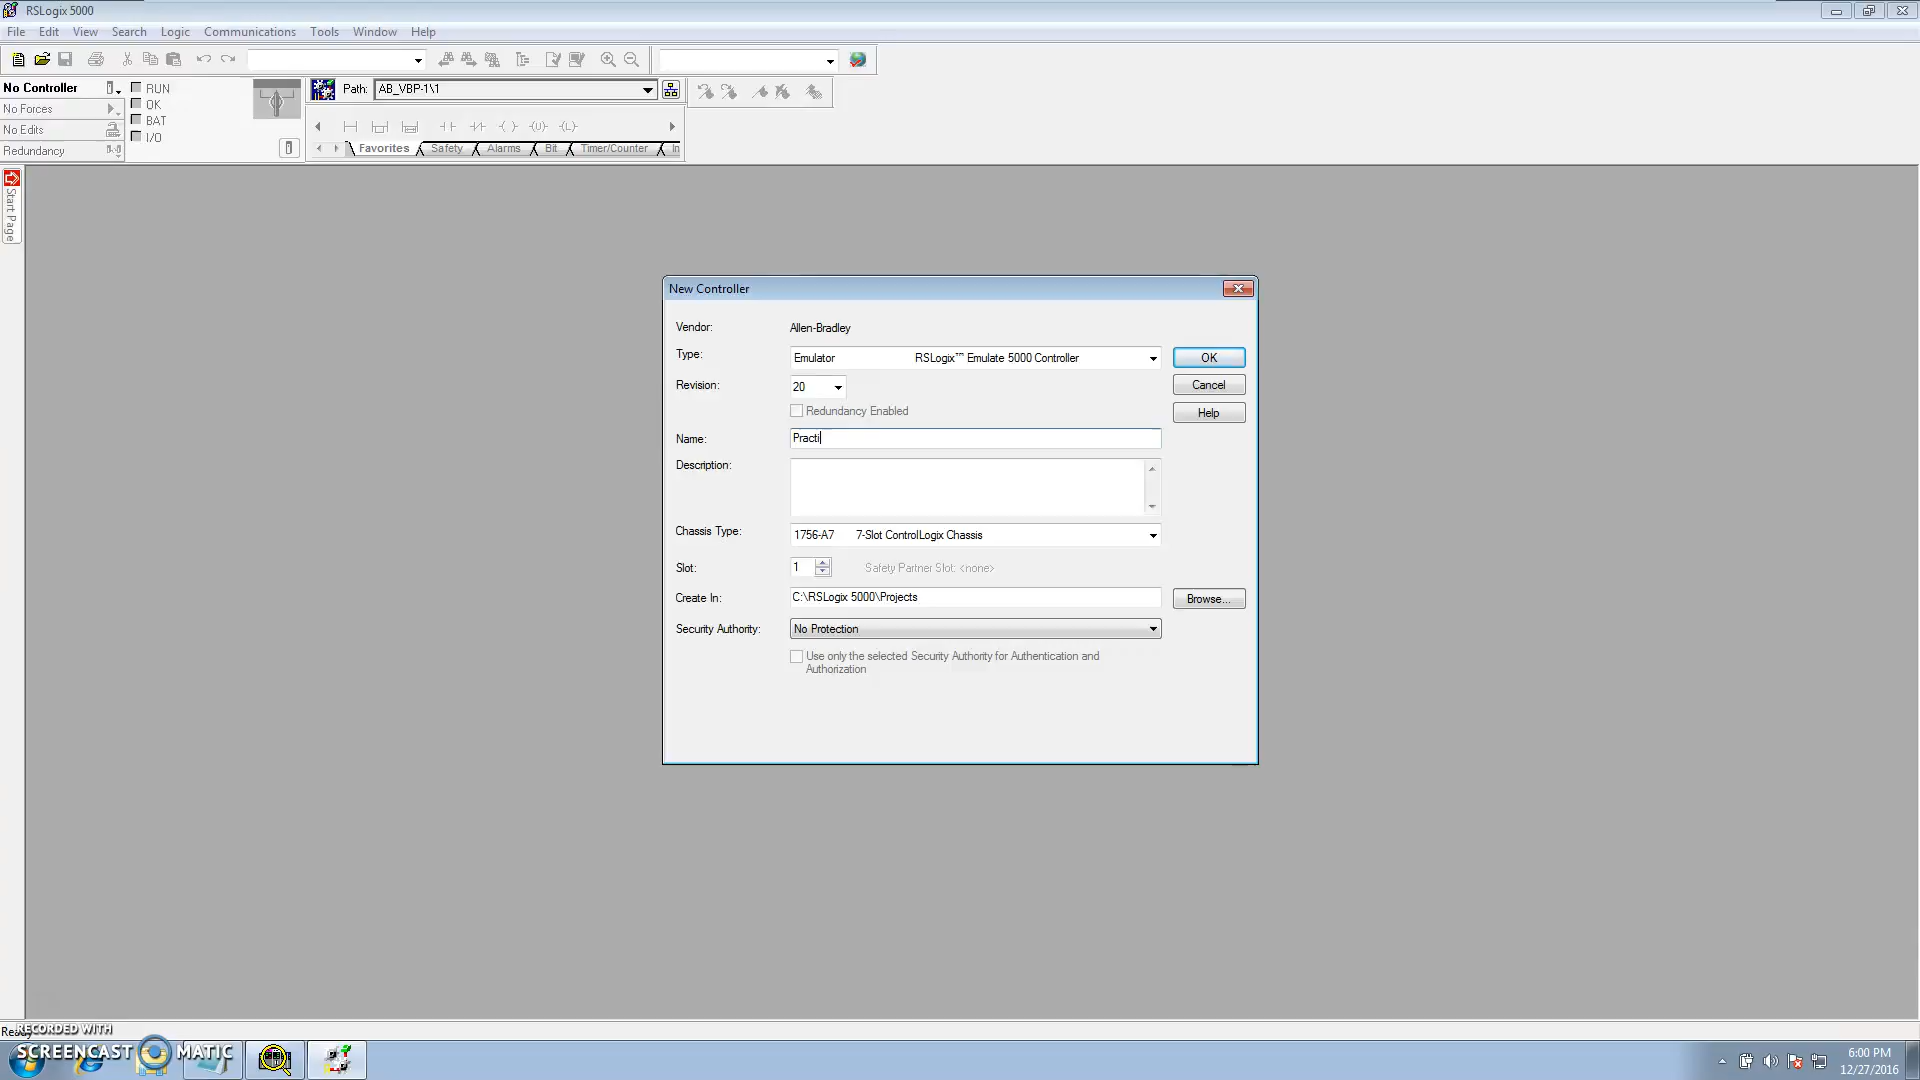 RSLogix 5000
File Edit View Search Logic Communications Tools Window Help
No Controller
RUN
Path: AB_VBP-1\1
No Forces
OK
No Edits
BAT
I/O
Redundancy
Favorites Safety Alarms Bit Timer/Counter In
Start Page
New Controller
Vendor: Allen-Bradley
Type: Emulator RSLogix™ Emulate 5000 Controller OK
Revision: 20 Cancel
Redundancy Enabled Help
Name: Practi
Description:
Chassis Type: 1756-A7 7-Slot ControlLogix Chassis
Slot: 1 Safety Partner Slot: <none>
Create In: C:\RSLogix 5000\Projects Browse...
Security Authority: No Protection
Use only the selected Security Authority for Authentication and
Authorization
RECORDED WITH
SCREENCAST MATIC
6:00 PM
12/27/2016